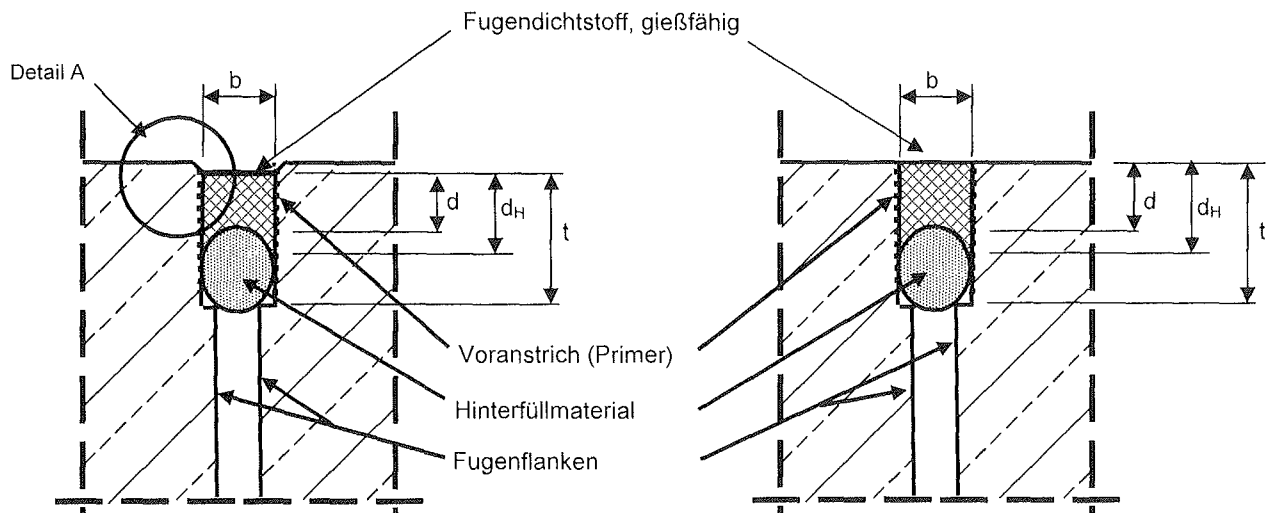 Fugendichtstoff, gießfähig
Detail A
b
b
d
dH
t
d
dH
t
Voranstrich (Primer)
Hinterfüllmaterial
Fugenflanken